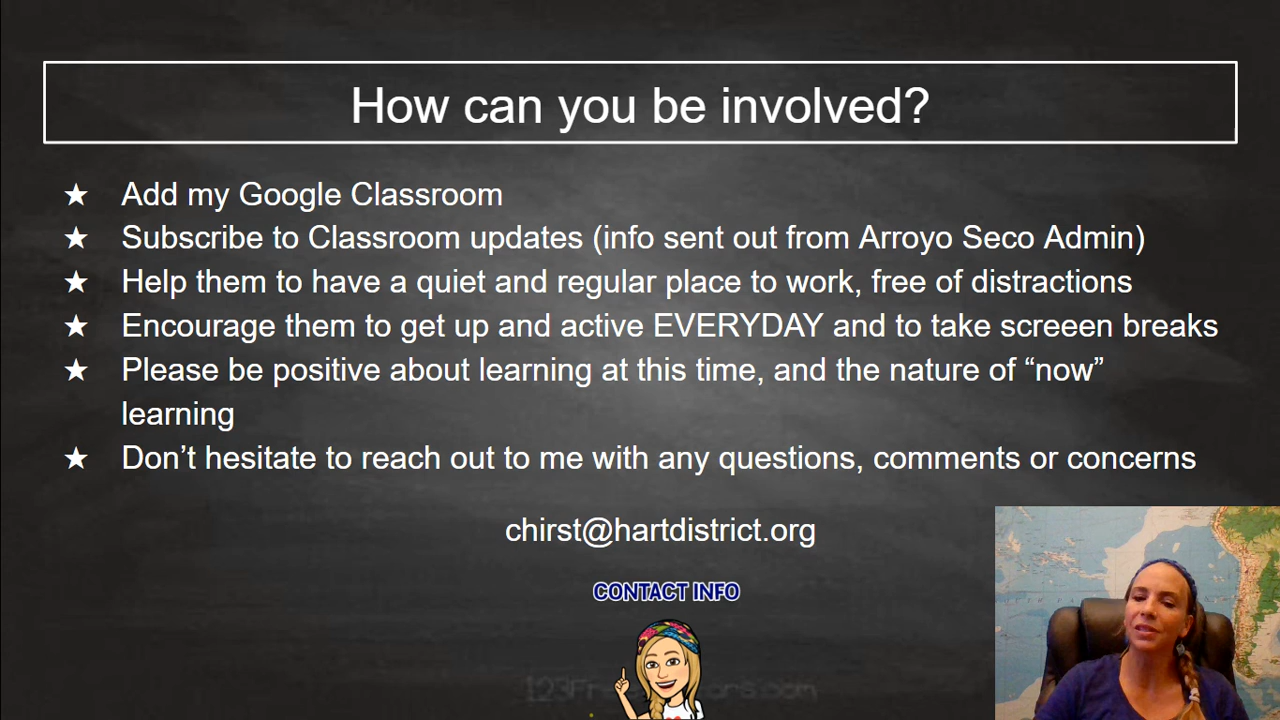 How can you be involved?
★ Add my Google Classroom
★ Subscribe to Classroom updates (info sent out from Arroyo Seco Admin)
★ Help them to have a quiet and regular place to work, free of distractions
★ Encourage them to get up and active EVERYDAY and to take screeen breaks
★ Please be positive about learning at this time, and the nature of “now”
learning
★ Don’t hesitate to reach out to me with any questions, comments or concerns
chirst@hartdistrict.org
CONTACT INFO